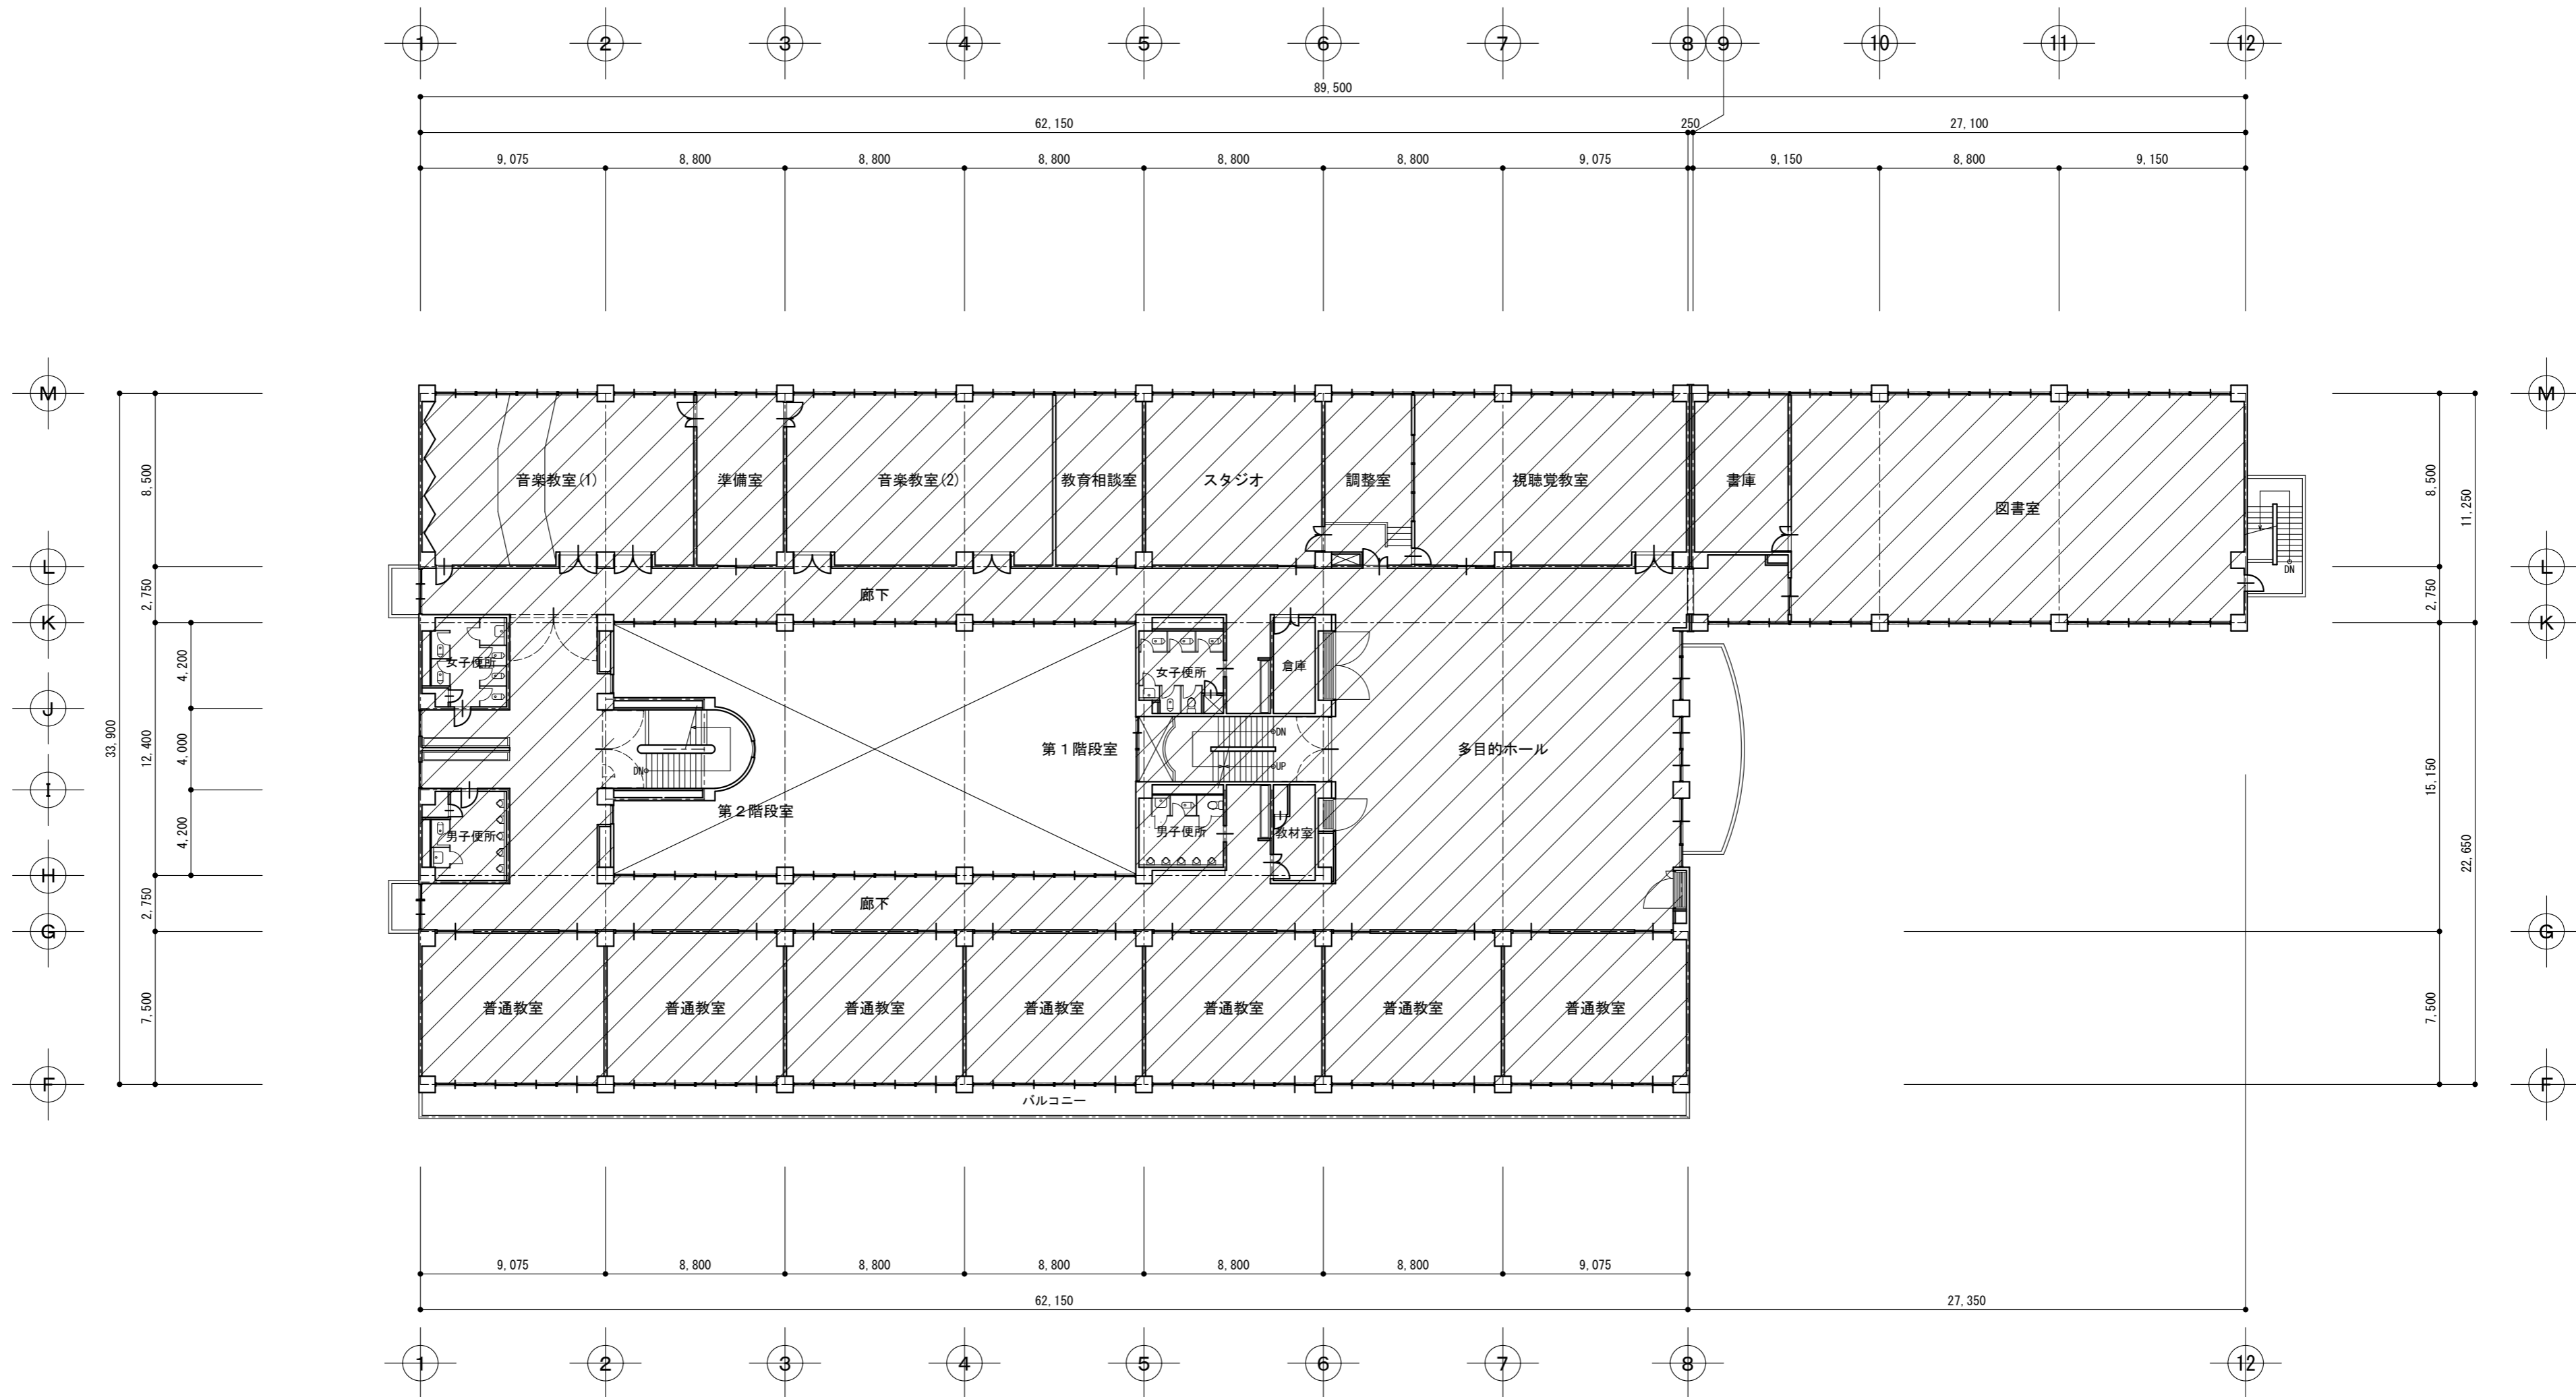 1 2 3 4 5 6 7 8 9 10 11 12
89,500
62,150 250 27,100
9,075 8,800 8,800 8,800 8,800 8,800 9,075 9,150 8,800 9,150
M M
8,500 8,500
11,250
音楽教室(1) 準備室 音楽教室(2) 教育相談室 スタジオ 調整室 視聴覚教室 書庫
図書室
DN
L L
2,750 2,750
廊下
K K
4,200
女子便所 女子便所 倉庫
J
33,900 12,400 4,000
DN
第1階段室
DN
UP
多目的ホール
15,150
I
第2階段室
4,200
男子便所 男子便所 教材室
H
22,650
2,750
廊下
G G
7,500 7,500
普通教室 普通教室 普通教室 普通教室 普通教室 普通教室 普通教室
F F
バルコニー
9,075 8,800 8,800 8,800 8,800 8,800 9,075
62,150 27,350
1 2 3 4 5 6 7 8 12